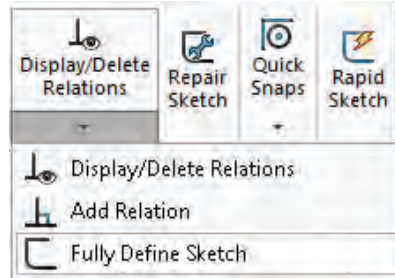 Display/Delete
Relations
Repair
Sketch
Quick
Snaps
Rapid
Sketch
Display/Delete Relations
Add Relation
Fully Define Sketch